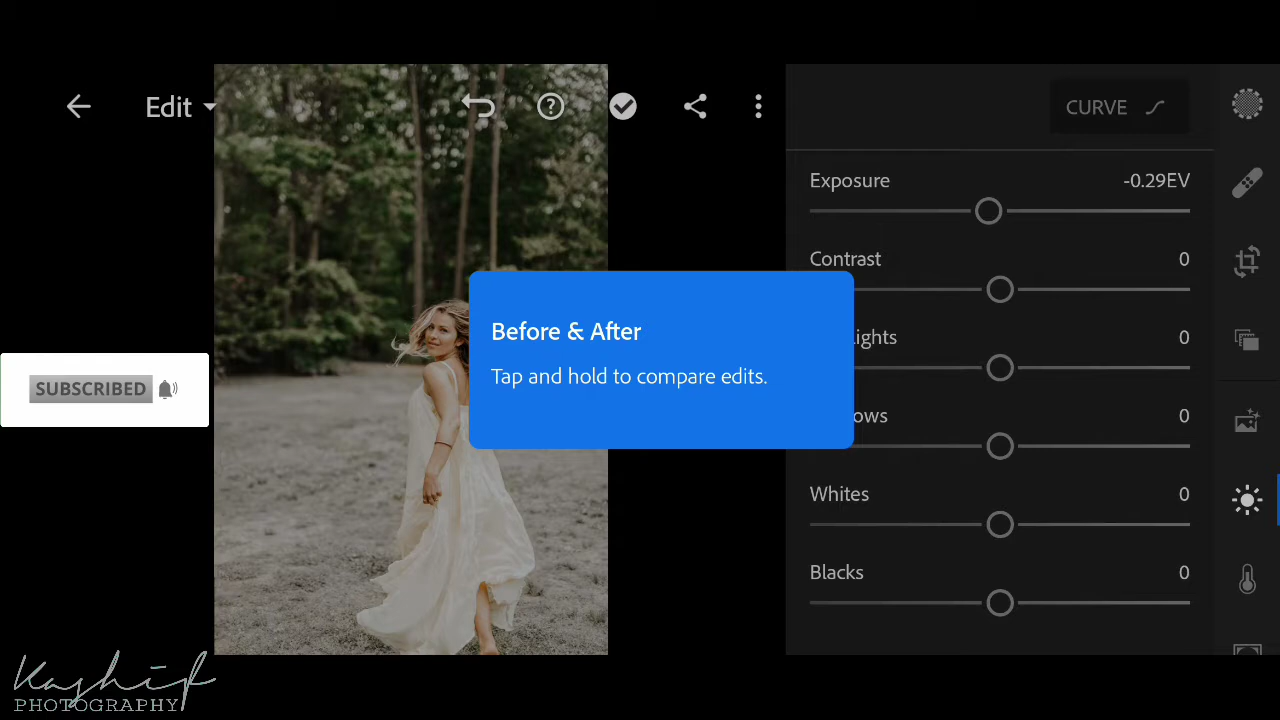 Edit
CURVE
Exposure -0.29EV
Contrast 0
lights 0
ows 0
Whites 0
Blacks 0
Before & After
Tap and hold to compare edits.
SUBSCRIBED
Kashif
PHOTOGRAPHY